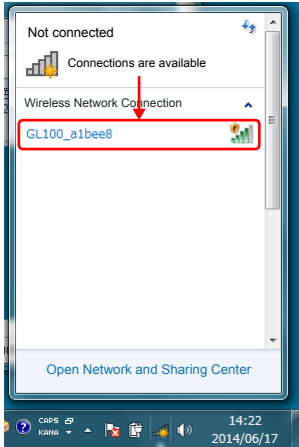 Not connected
Connections are available
Wireless Network Connection
GL100_a1bee8
Open Network and Sharing Center
CAPS
KANA
14:22
2014/06/17